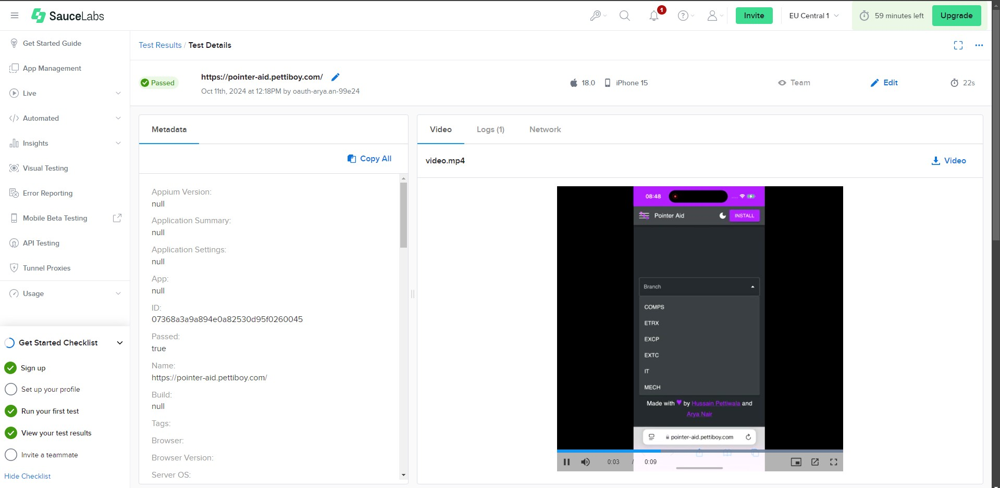 SauceLabs
1
Invite
EU Central 1
59 minutes left
Upgrade
Get Started Guide
App Management
Live
Automated
Insights
Visual Testing
Error Reporting
Mobile Beta Testing
API Testing
Tunnel Proxies
Usage
Get Started Checklist
Sign up
Set up your profile
Run your first test
View your test results
Invite a teammate
Hide Checklist
Test Results / Test Details
Passed
https://pointer-aid.pettiboy.com/
Oct 11th, 2024 at 12:18PM by oauth-arya.an-99e24
18.0
iPhone 15
Team
Edit
22s
Metadata
Copy All
Appium Version:
null
Application Summary:
null
Application Settings:
null
App:
null
ID:
07368a3a9a894e0a82530d95f0260045
Passed:
true
Name:
https://pointer-aid.pettiboy.com/
Build:
null
Tags:
Browser:
Browser Version:
Server OS:
Video
Logs (1)
Network
video.mp4
Video
08:48
Pointer Aid
INSTALL
Branch
COMPS
ETRX
EXCP
EXTC
IT
MECH
Made with ♥ by Hussain Pettiwala and
Arya Nair
pointer-aid.pettiboy.com
0:03 / 0:09